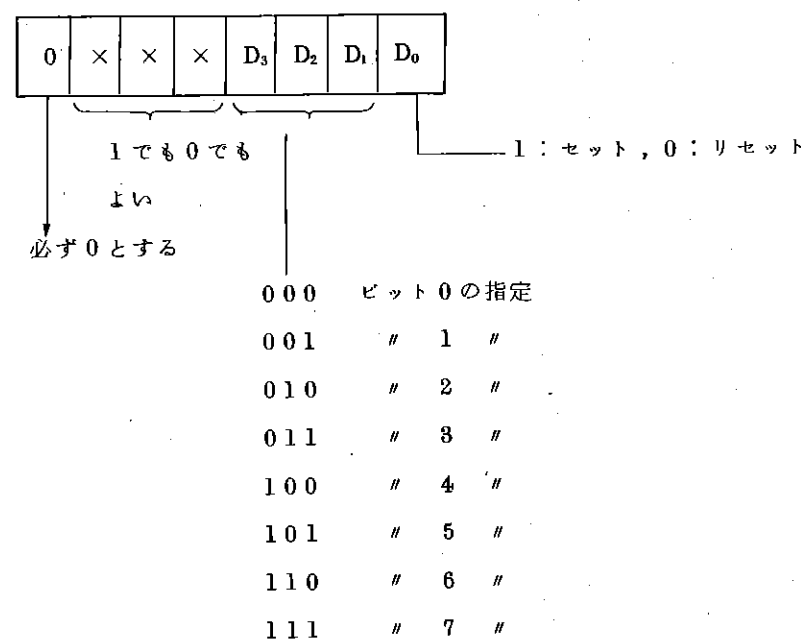 0 × × × D₃ D₂ D₁ D₀
1でも0でも
1：セット，0：リセット
よい
必ず0とする
000 ビット0の指定
001 〃 1 〃
010 〃 2 〃
011 〃 3 〃
100 〃 4 〃
101 〃 5 〃
110 〃 6 〃
111 〃 7 〃